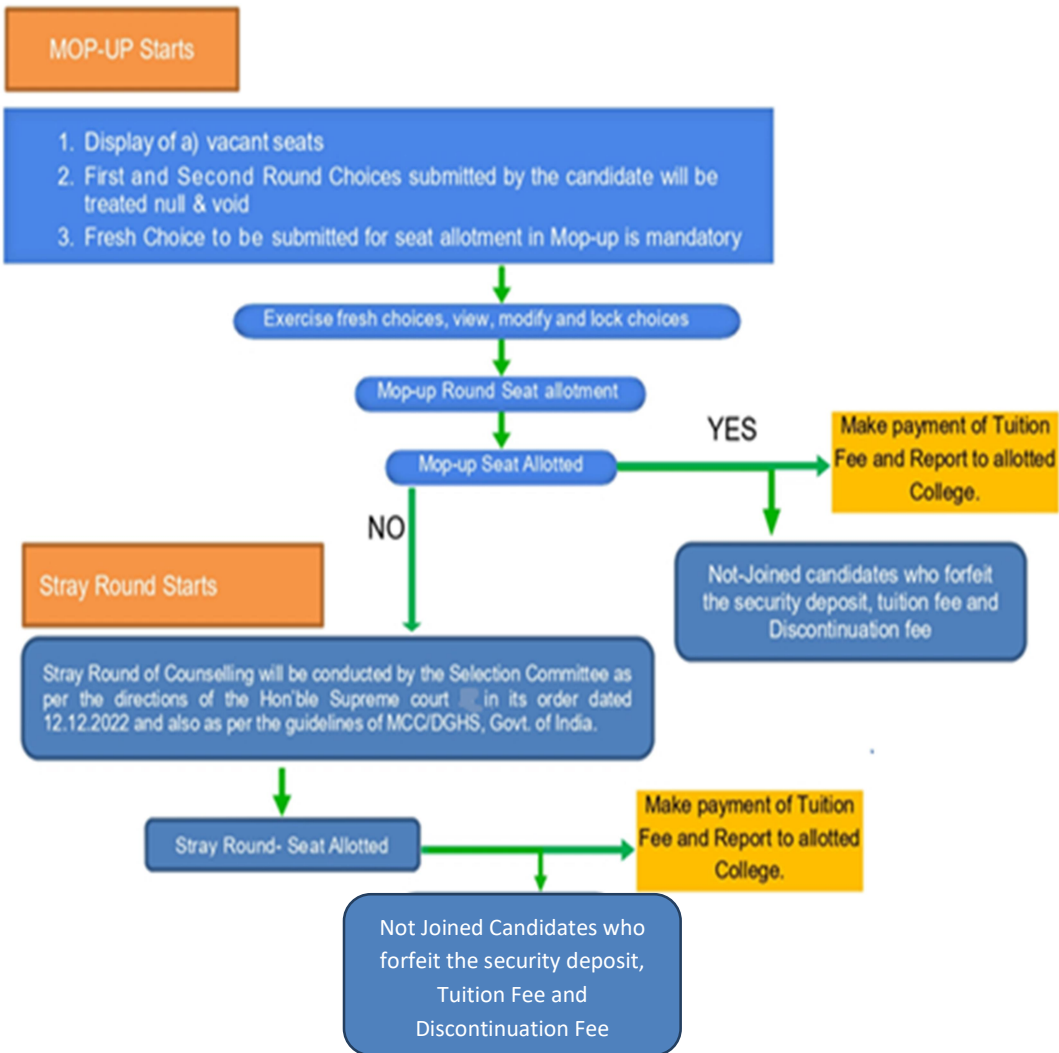 MOP-UP Starts
1. Display of a) vacant seats
2. First and Second Round Choices submitted by the candidate will be
treated null & void
3. Fresh Choice to be submitted for seat allotment in Mop-up is mandatory
Exercise fresh choices, view, modify and lock choices
Mop-up Round Seat allotment
Mop-up Seat Allotted
YES
Make payment of Tuition
Fee and Report to allotted
College.
NO
Not-Joined candidates who forfeit
the security deposit, tuition fee and
Discontinuation fee
Stray Round Starts
Stray Round of Counselling will be conducted by the Selection Committee as
per the directions of the Hon'ble Supreme court in its order dated
12.12.2022 and also as per the guidelines of MCC/DGHS, Govt. of India.
Stray Round- Seat Allotted
Make payment of Tuition
Fee and Report to allotted
College.
Not Joined Candidates who
forfeit the security deposit,
Tuition Fee and
Discontinuation Fee